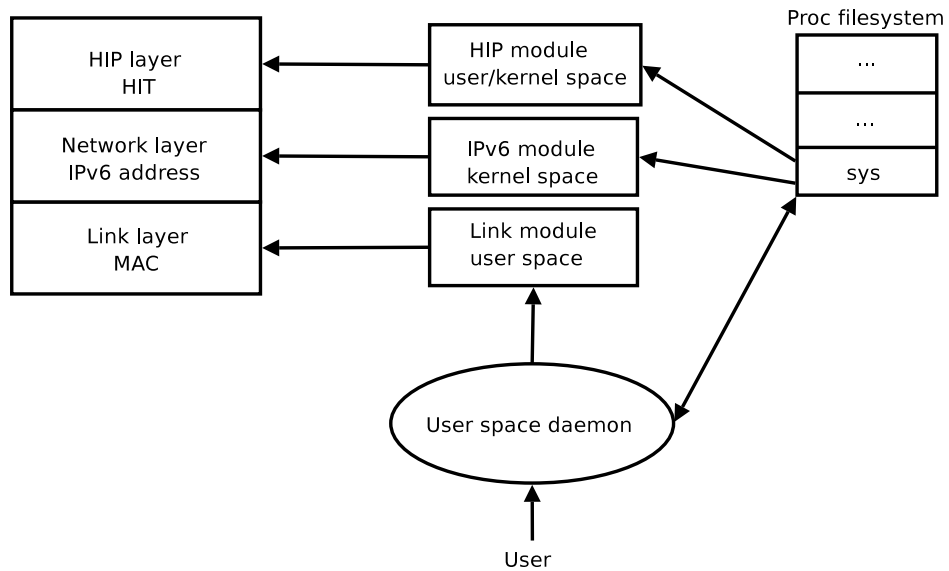 Proc filesystem
...
...
sys
HIP layer
HIT
Network layer
IPv6 address
Link layer
MAC
HIP module
user/kernel space
IPv6 module
kernel space
Link module
user space
User space daemon
User